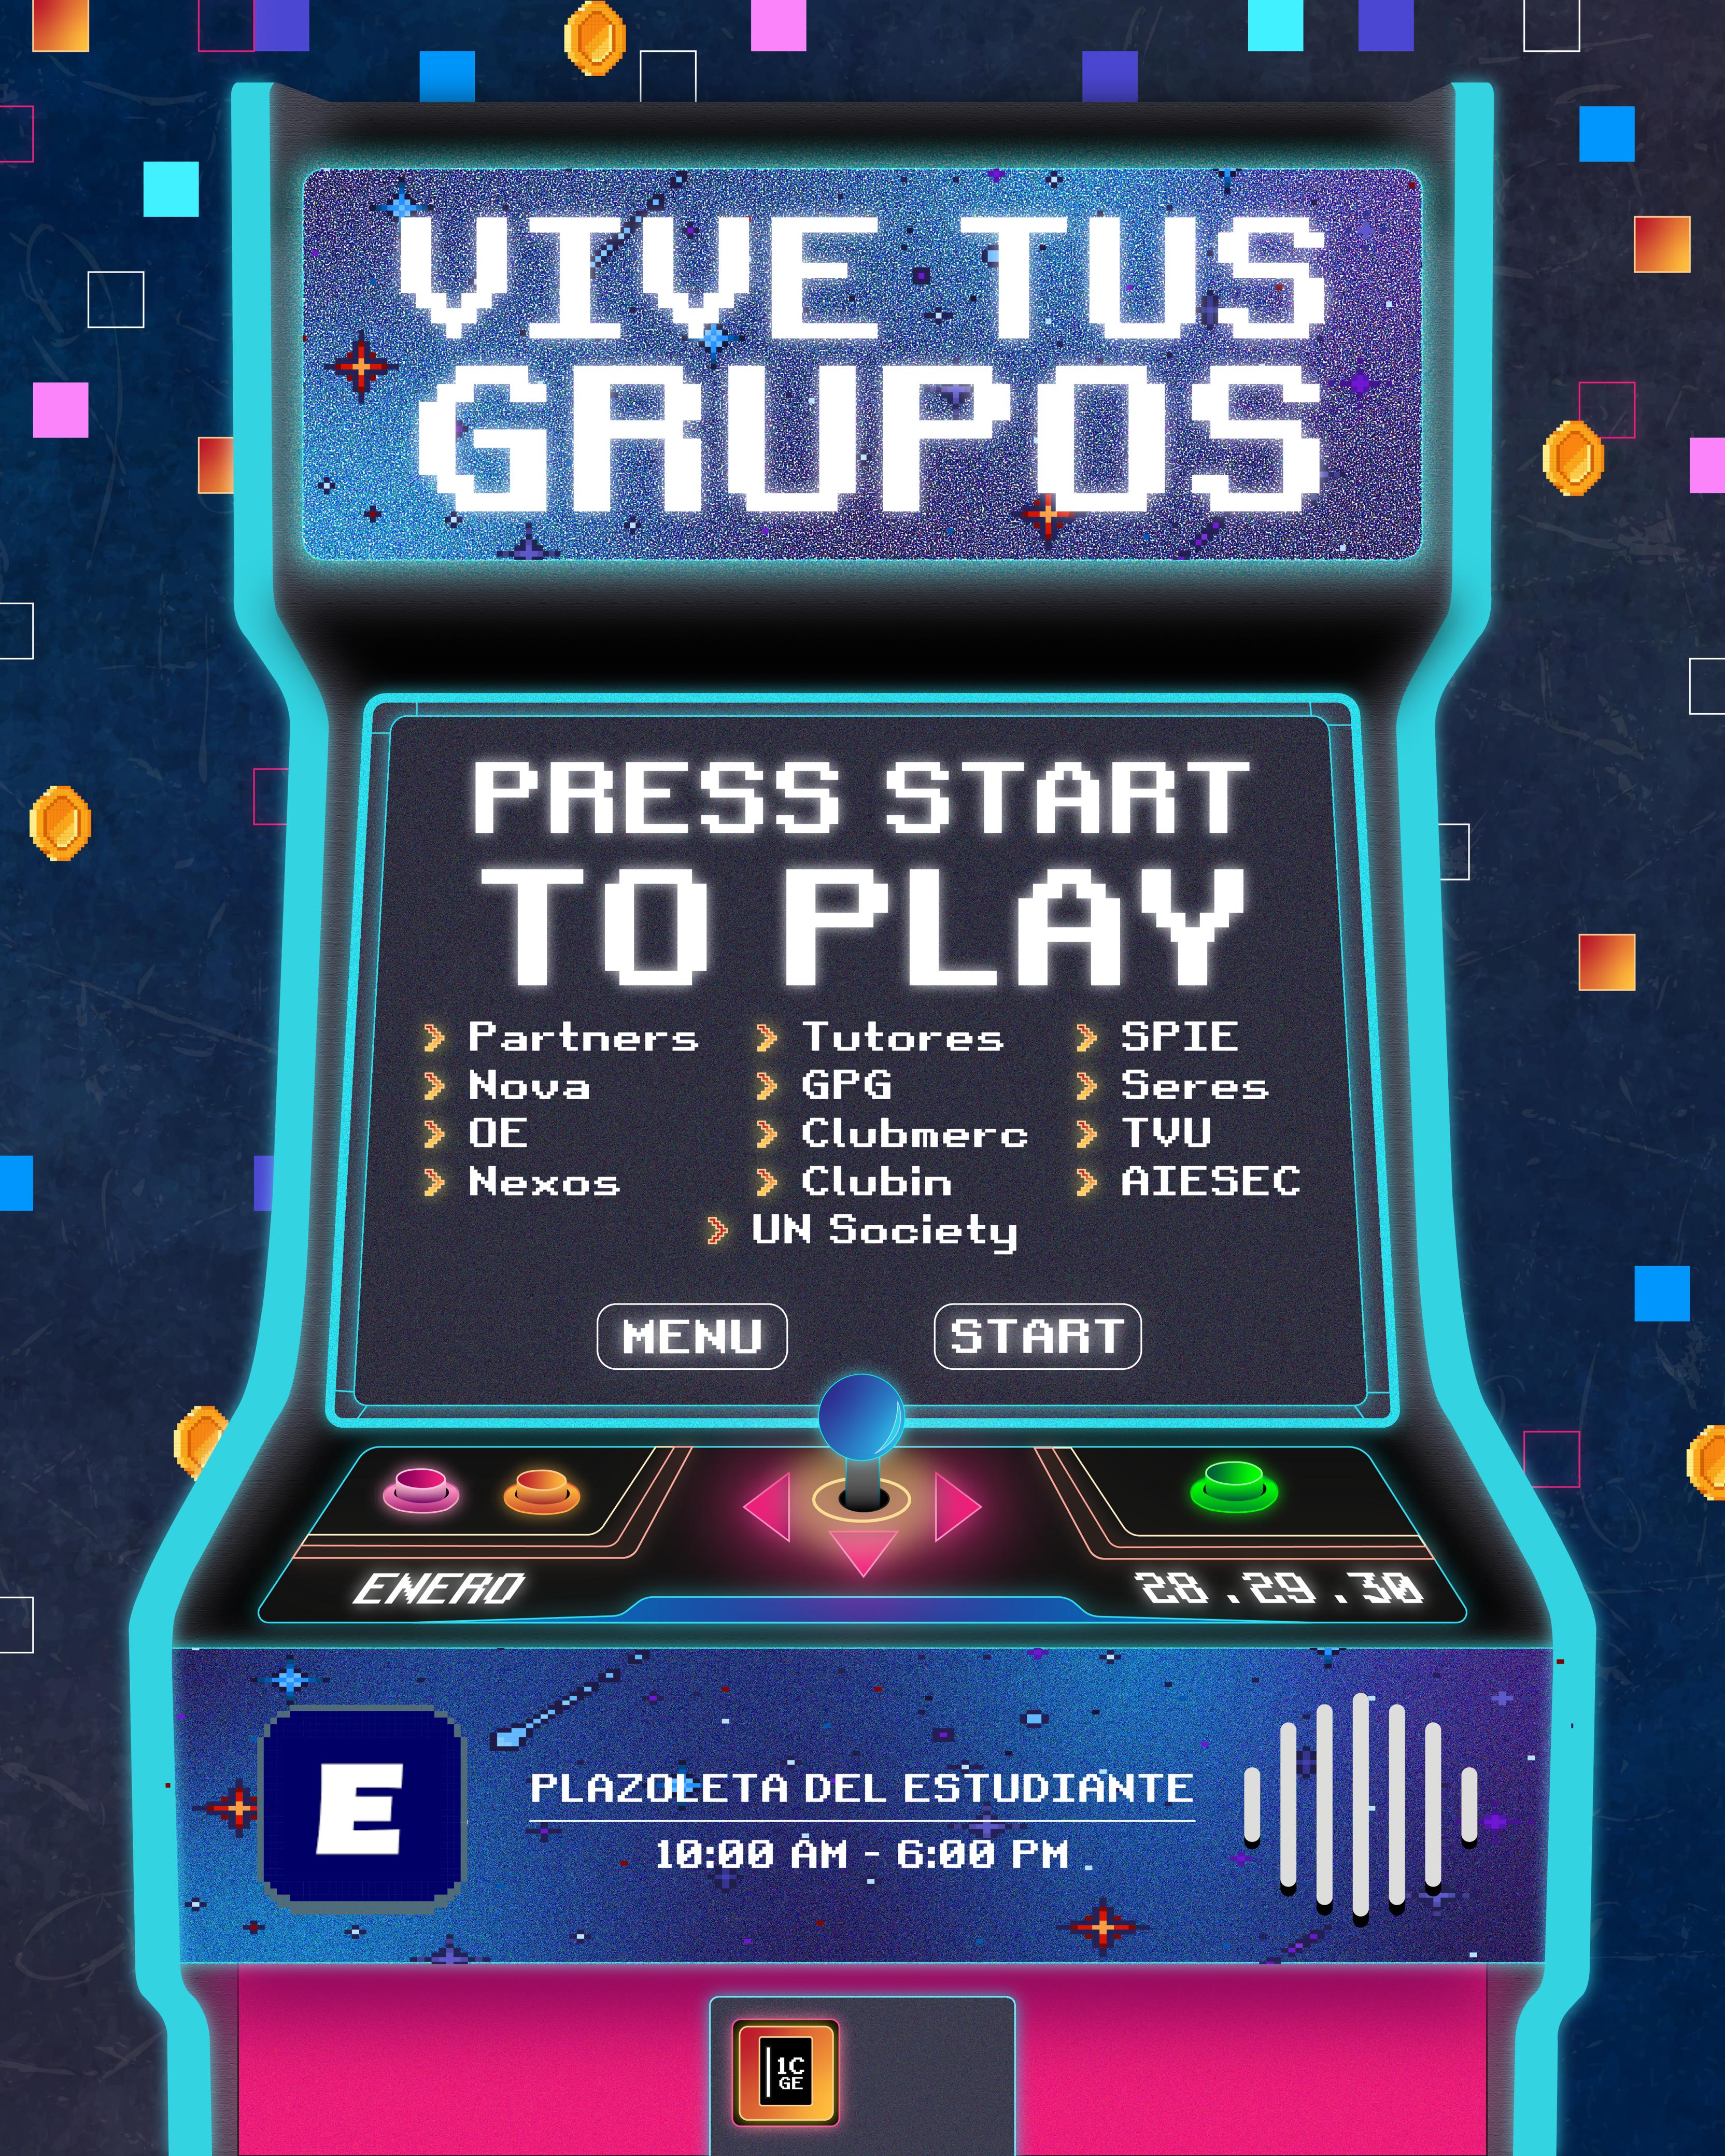 VIVE TUS
GRUPOS
PRESS START
TO PLAY
Partners
Tutores
SPIE
Nova
GPG
Seres
OE
Clubmerc
TVU
Nexos
Clubin
AIESEC
UN Society
MENU
START
ENERO
28.29.30
E
PLAZOLETA DEL ESTUDIANTE
10:00 AM - 6:00 PM
1C
GE